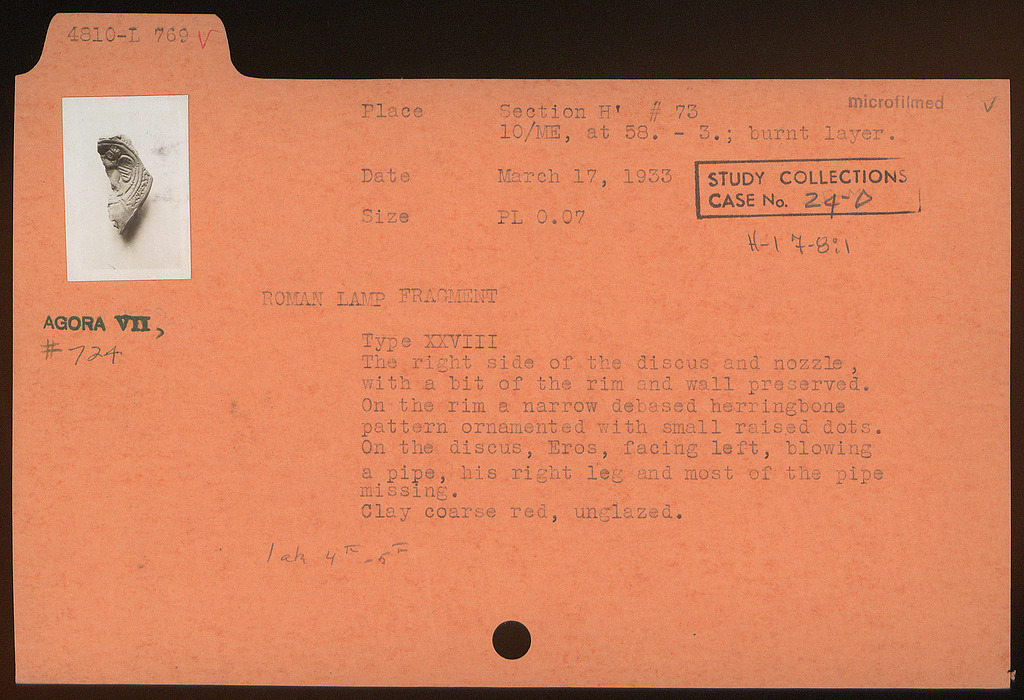 4810-L 769 V
microfilmed ✓
Place Section H' # 73
10/ME, at 58. - 3.; burnt layer.
Date March 17, 1933
STUDY COLLECTIONS
CASE No. 24-D
Size PL 0.07
H-17-8:1
ROMAN LAMP FRAGMENT
AGORA VII,
# 724
Type XXVIII
The right side of the discus and nozzle,
with a bit of the rim and wall preserved.
On the rim a narrow debased herringbone
pattern ornamented with small raised dots.
On the discus, Eros, facing left, blowing
a pipe, his right leg and most of the pipe
missing.
Clay coarse red, unglazed.
4th - 5th